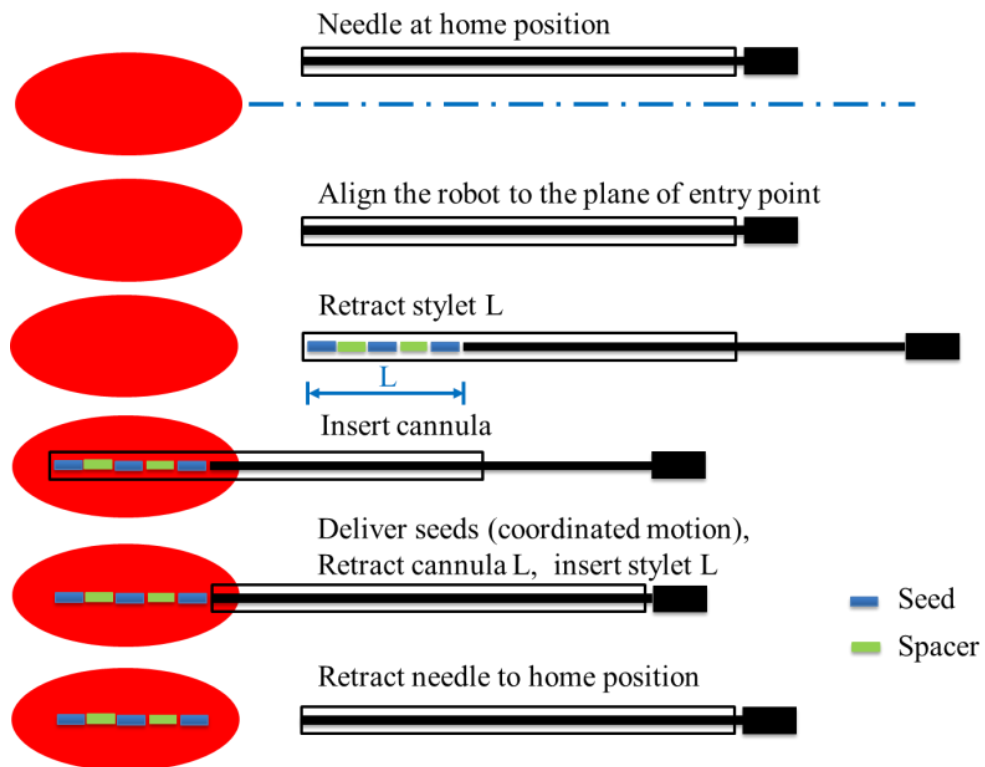 Needle at home position
Align the robot to the plane of entry point
Retract stylet L
L
Insert cannula
Deliver seeds (coordinated motion),
Retract cannula L, insert stylet L
Seed
Spacer
Retract needle to home position